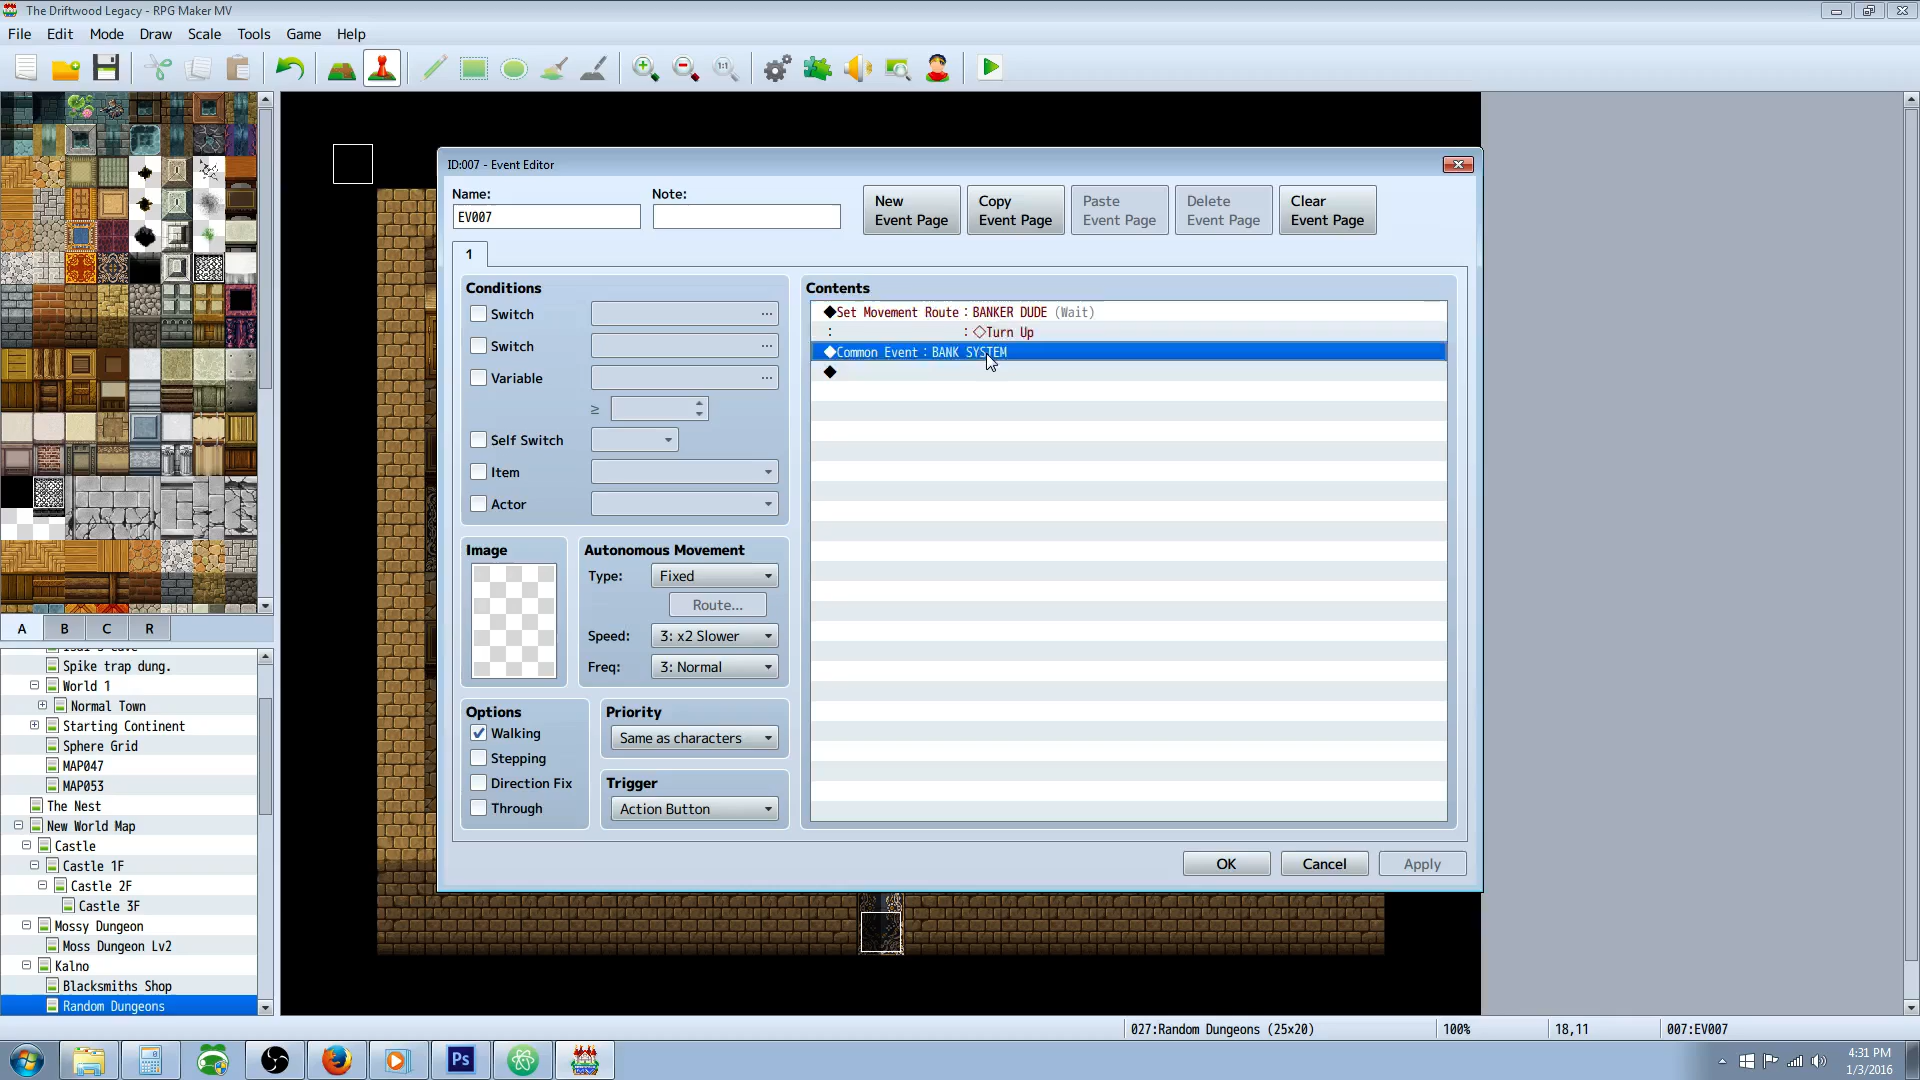 The Driftwood Legacy - RPG Maker MV
File Edit Mode Draw Scale Tools Game Help
1:1
ID:007 - Event Editor
Name: Note:
EV007
New Event Page
Copy Event Page
Paste Event Page
Delete Event Page
Clear Event Page
1
Conditions
Switch ...
Switch ...
Variable ...
≥
Self Switch
Item
Actor
Image
Autonomous Movement
Type: Fixed
Route...
Speed: 3: x2 Slower
Freq: 3: Normal
Options
Walking
Stepping
Direction Fix
Through
Priority
Same as characters
Trigger
Action Button
Contents
◆Set Movement Route：BANKER DUDE (Wait)
： ：◇Turn Up
◆Common Event：BANK SYSTEM
◆
OK Cancel Apply
A B C R
Spike trap dung.
World 1
Normal Town
Starting Continent
Sphere Grid
MAP047
MAP053
The Nest
New World Map
Castle
Castle 1F
Castle 2F
Castle 3F
Mossy Dungeon
Moss Dungeon Lv2
Kalno
Blacksmiths Shop
Random Dungeons
027:Random Dungeons (25x20) 100% 18,11 007:EV007
Ps
4:31 PM
1/3/2016